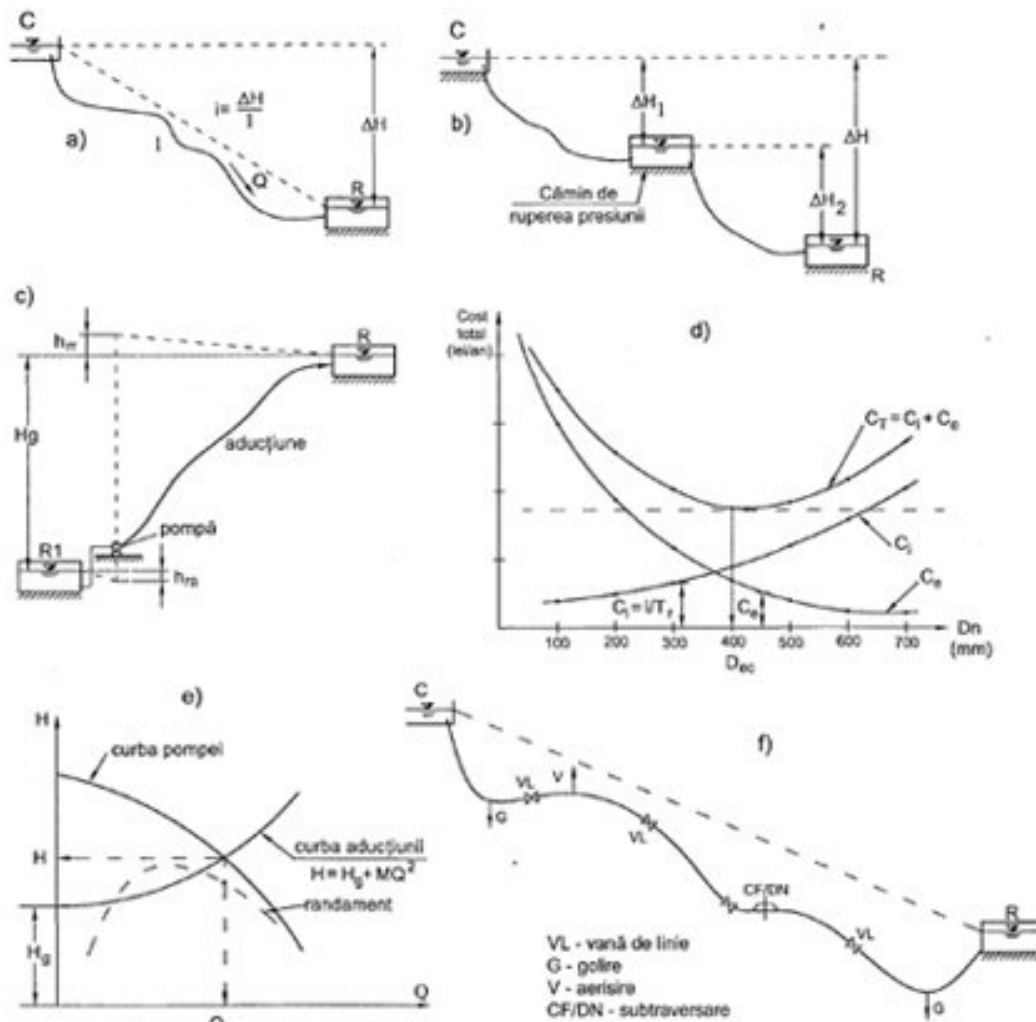 C
i= ΔH
l
ΔH
a)
l
Q
R
C
b)
ΔH1
ΔH
Cămin de
ruperea presiunii
ΔH2
R
c)
hrr
R
Hg
aducțiune
pompă
R1
hra
Cost
total
(lei/an)
d)
CT = Ci + Ce
Ci
Ce
Ci = I/Tr
Ce
100 200 300 400 500 600 700
Dn
(mm)
Dec
e)
H
curba pompei
H
curba aducțiunii
H = Hg + MQ²
randament
Hg
Q
C
f)
VL
V
G
VL
CF/DN
VL
R
G
VL - vană de linie
G - golire
V - aerisire
CF/DN - subtraversare